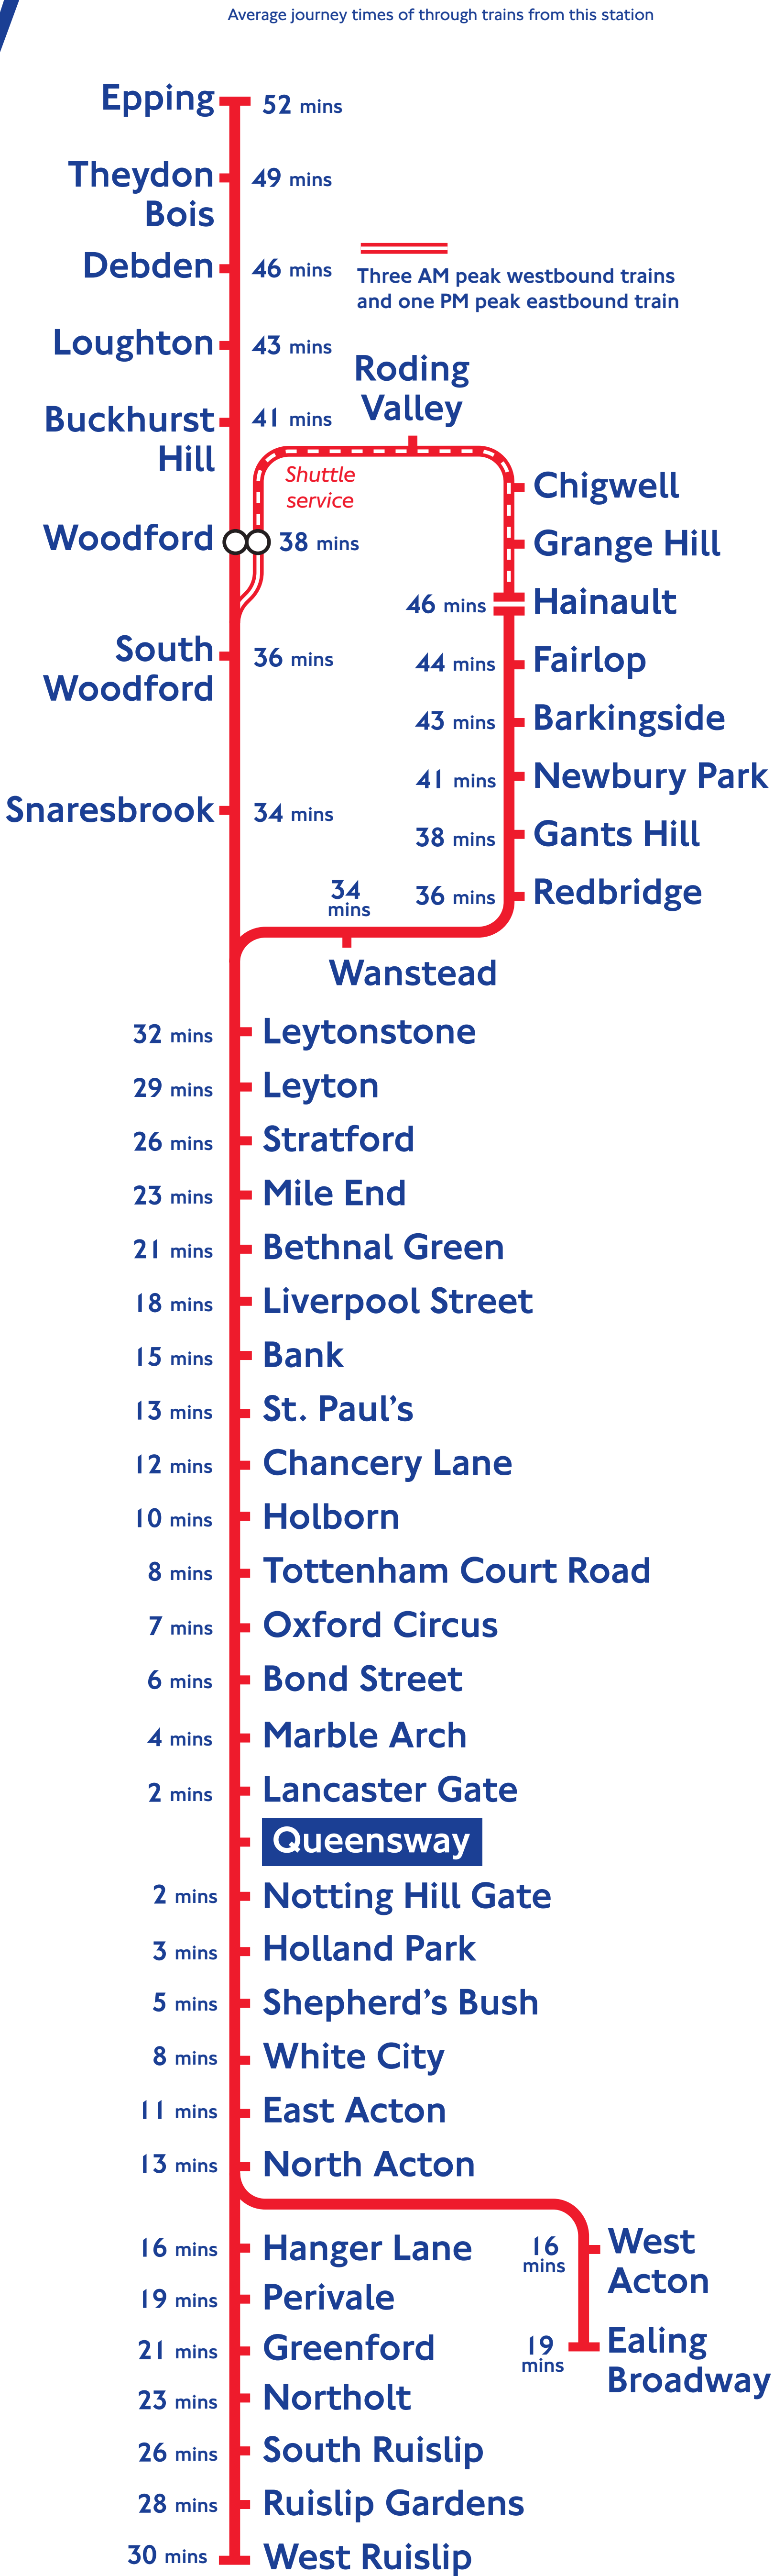 Average journey times of through trains from this station
Epping 52 mins
Theydon
Bois
49 mins
Debden 46 mins
Three AM peak westbound trains
and one PM peak eastbound train
Loughton 43 mins
Roding
Valley
Buckhurst
Hill
41 mins
Shuttle
service
Chigwell
Woodford 38 mins
Grange Hill
46 mins Hainault
South
Woodford
36 mins
44 mins Fairlop
43 mins Barkingside
41 mins Newbury Park
Snaresbrook 34 mins
38 mins Gants Hill
36 mins Redbridge
34
mins
Wanstead
32 mins Leytonstone
29 mins Leyton
26 mins Stratford
23 mins Mile End
21 mins Bethnal Green
18 mins Liverpool Street
15 mins Bank
13 mins St. Paul’s
12 mins Chancery Lane
10 mins Holborn
8 mins Tottenham Court Road
7 mins Oxford Circus
6 mins Bond Street
4 mins Marble Arch
2 mins Lancaster Gate
Queensway
2 mins Notting Hill Gate
3 mins Holland Park
5 mins Shepherd’s Bush
8 mins White City
11 mins East Acton
13 mins North Acton
16 mins Hanger Lane
16
mins
West
Acton
19 mins Perivale
21 mins Greenford
19
mins
Ealing
Broadway
23 mins Northolt
26 mins South Ruislip
28 mins Ruislip Gardens
30 mins West Ruislip